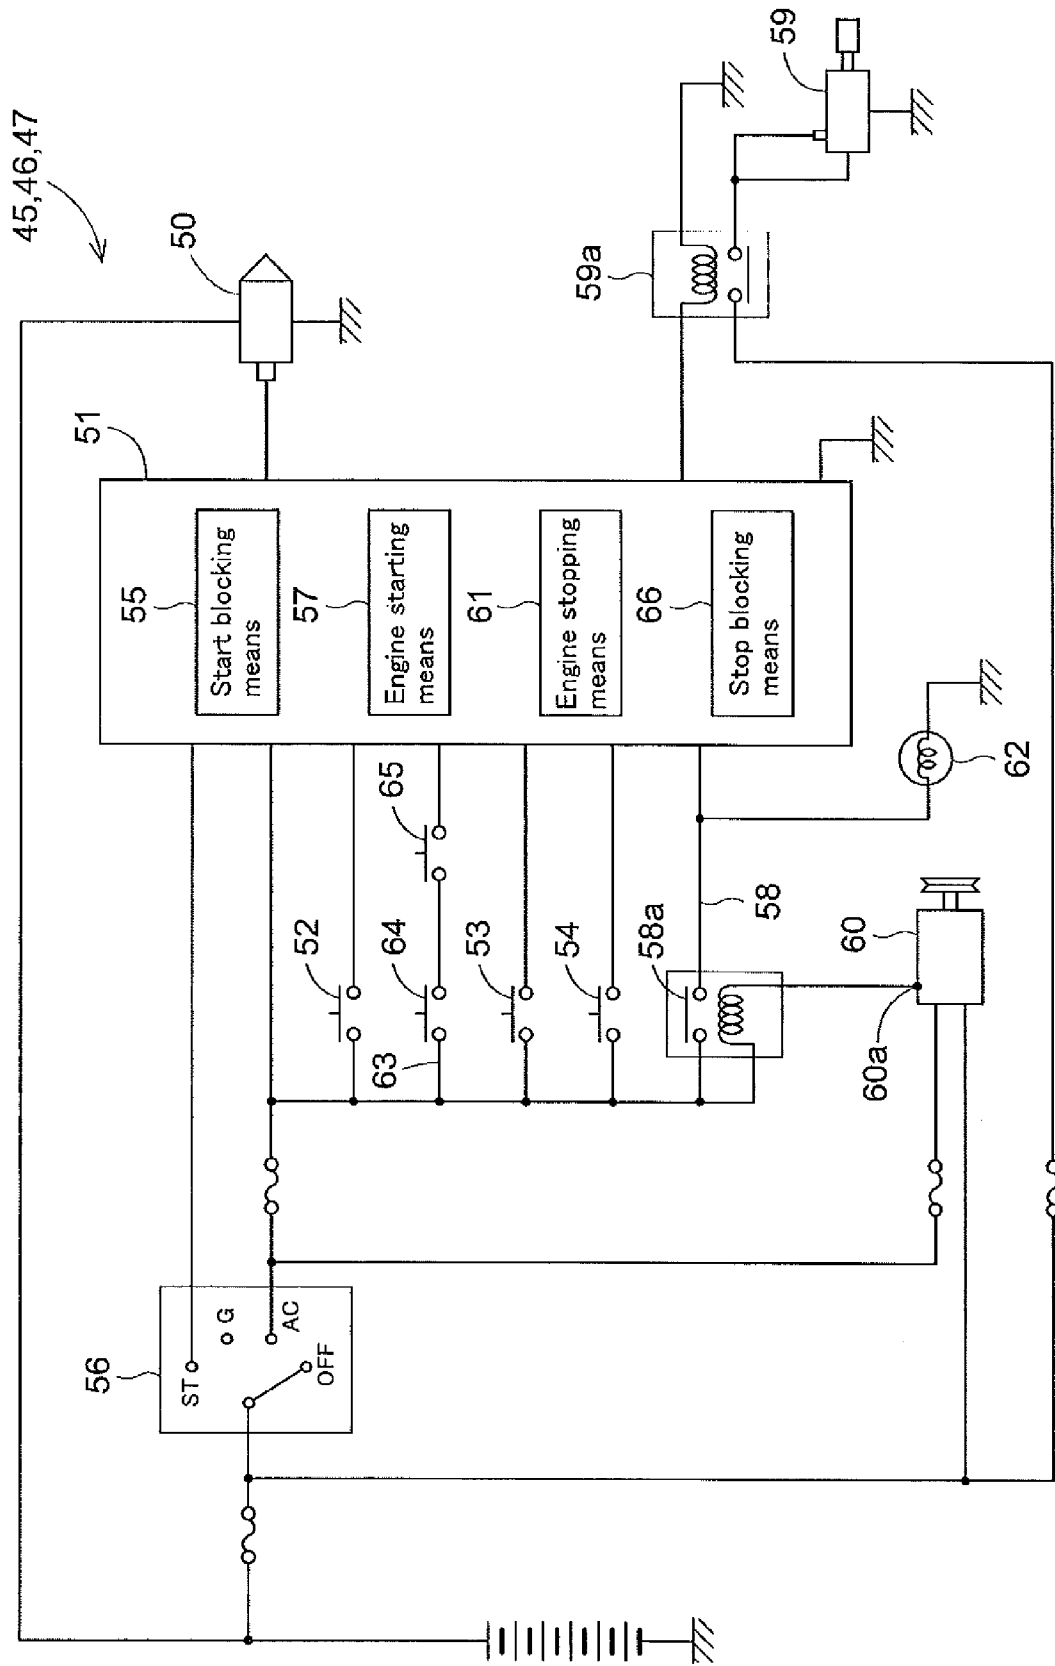 45,46,47
50
51
55
Start blocking
means
57
Engine starting
means
61
Engine stopping
means
66
Stop blocking
means
59a
59
52
64
65
63
53
54
58a
58
62
60
60a
56
ST
G
AC
OFF